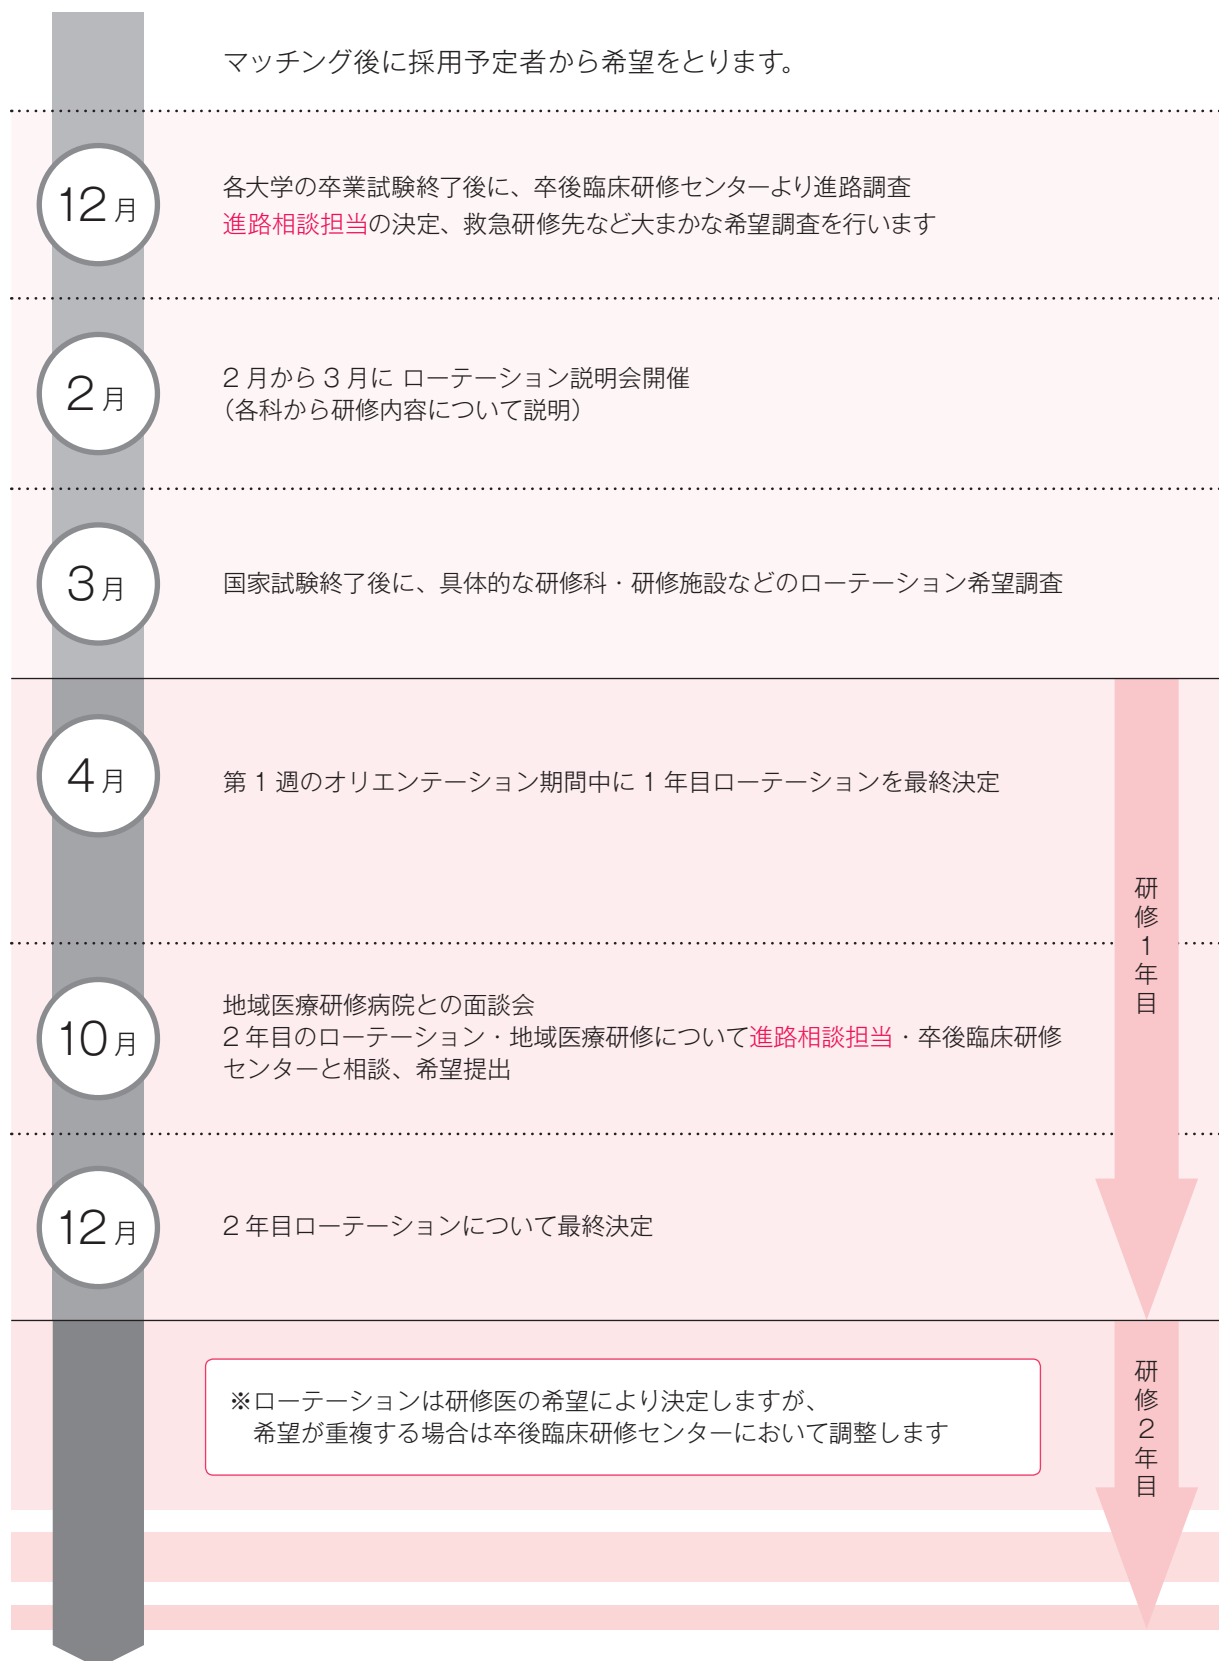 マッチング後に採用予定者から希望をとります。
12月
各大学の卒業試験終了後に、卒後臨床研修センターより進路調査
進路相談担当の決定、救急研修先など大まかな希望調査を行います
2月
2月から3月に ローテーション説明会開催
（各科から研修内容について説明）
3月
国家試験終了後に、具体的な研修科・研修施設などのローテーション希望調査
4月
第1週のオリエンテーション期間中に1年目ローテーションを最終決定
研修1年目
10月
地域医療研修病院との面談会
2年目のローテーション・地域医療研修について進路相談担当・卒後臨床研修
センターと相談、希望提出
12月
2年目ローテーションについて最終決定
※ローテーションは研修医の希望により決定しますが、
希望が重複する場合は卒後臨床研修センターにおいて調整します
研修2年目